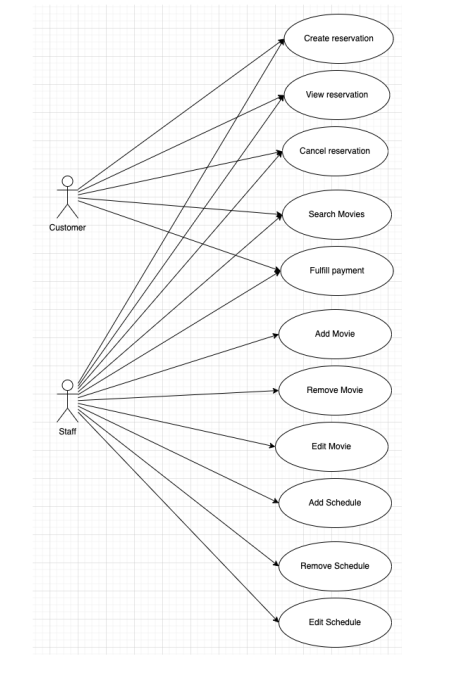 Create reservation
View reservation
Cancel reservation
Customer
Search Movies
Fulfill payment
Add Movie
Remove Movie
Staff
Edit Movie
Add Schedule
Remove Schedule
Edit Schedule